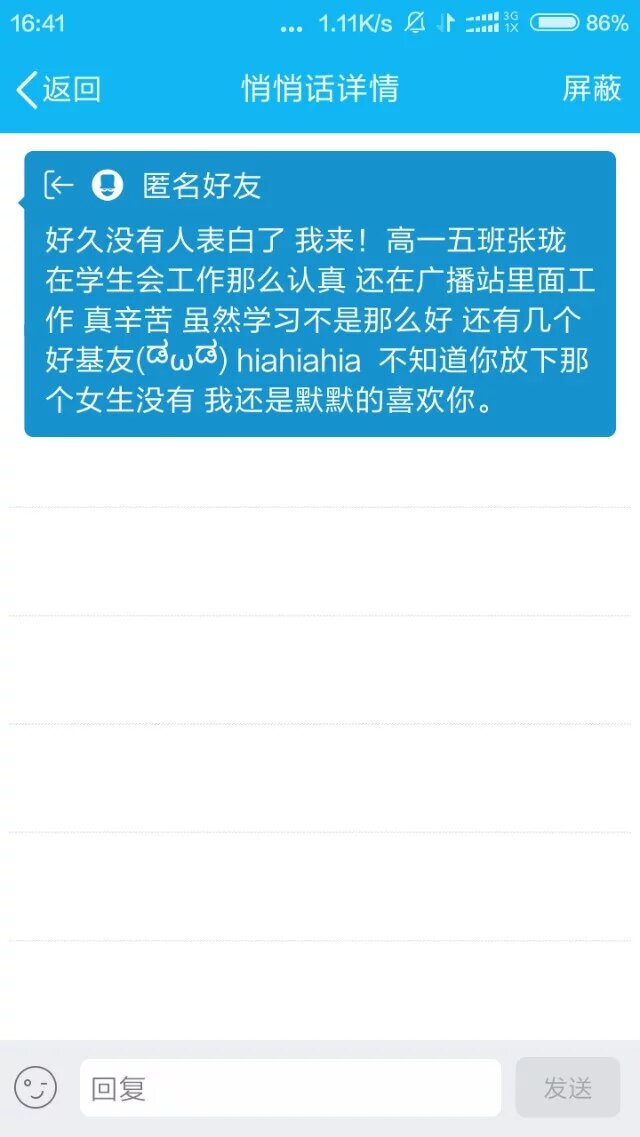 16:41 ... 1.11K/s 3G 1X 86%
返回 悄悄话详情 屏蔽
匿名好友
好久没有人表白了 我来！高一五班张珑
在学生会工作那么认真 还在广播站里面工
作 真辛苦 虽然学习不是那么好 还有几个
好基友(ڡωڡ) hiahiahia 不知道你放下那
个女生没有 我还是默默的喜欢你。
回复 发送